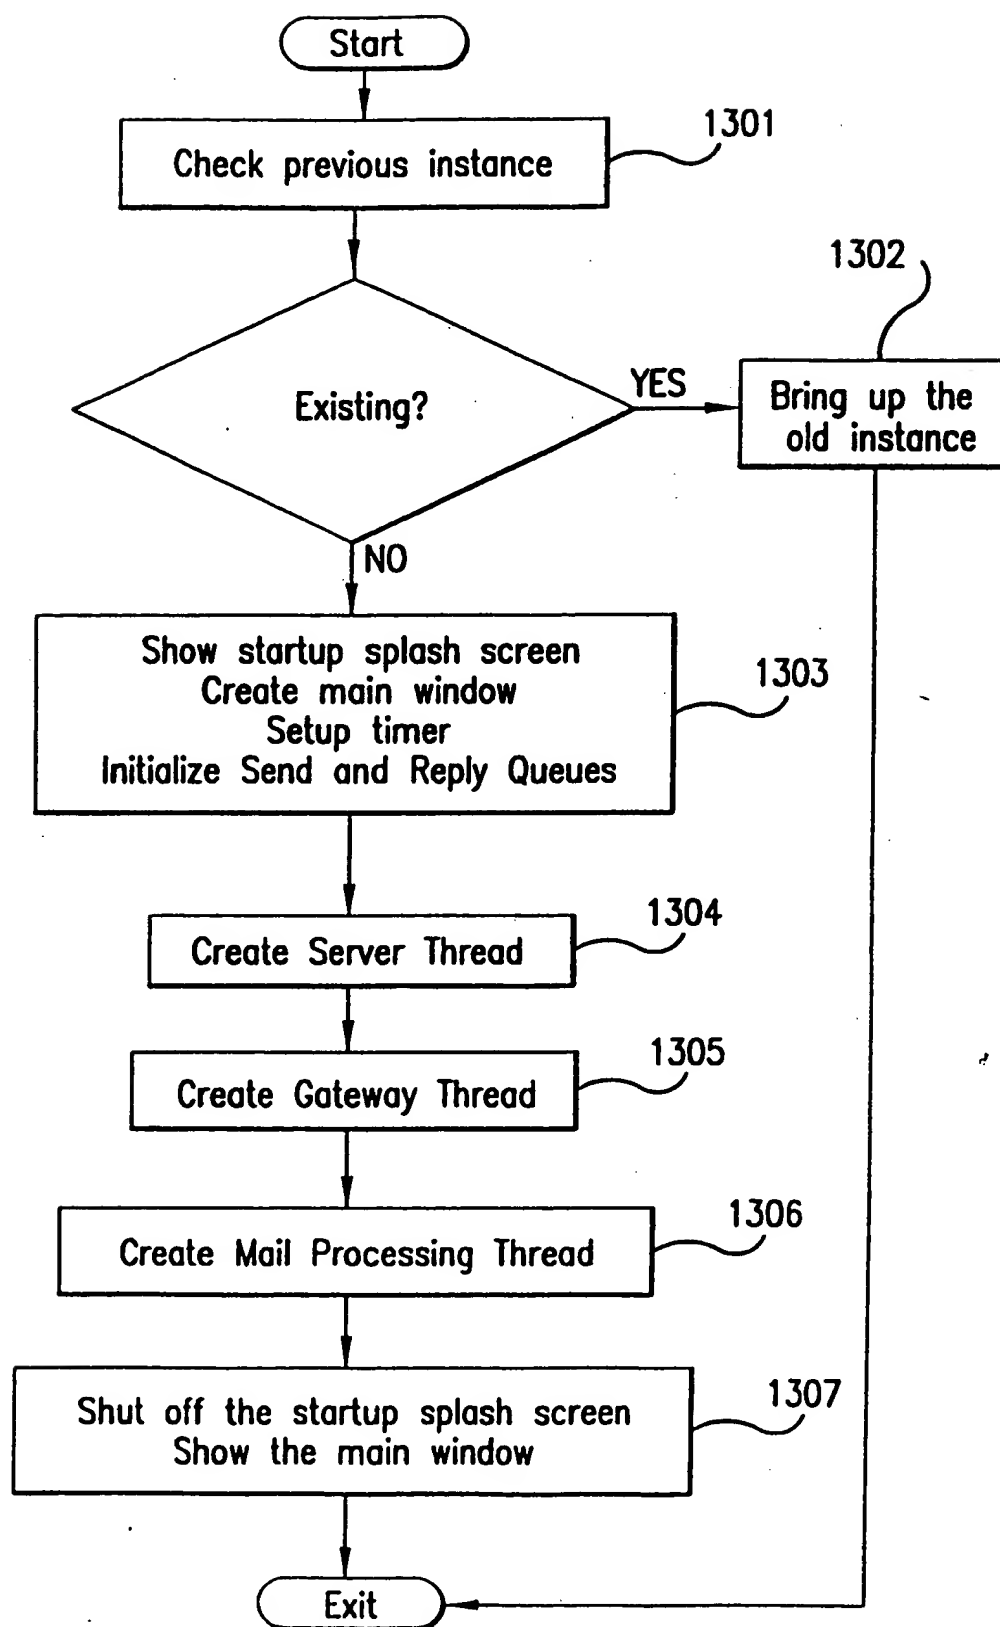 Start
1301
Check previous instance
1302
Existing?
YES
Bring up the
old instance
NO
Show startup splash screen
Create main window
Setup timer
Initialize Send and Reply Queues
1303
1304
Create Server Thread
1305
Create Gateway Thread
1306
Create Mail Processing Thread
1307
Shut off the startup splash screen
Show the main window
Exit